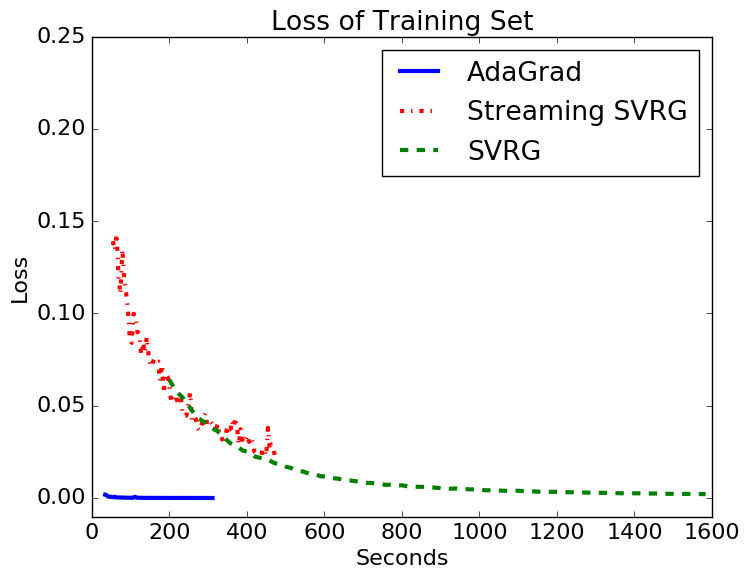 Loss of Training Set
0.25
0.20
0.15
0.10
0.05
0.00
Loss
AdaGrad
Streaming SVRG
SVRG
0 200 400 600 800 1000 1200 1400 1600
Seconds